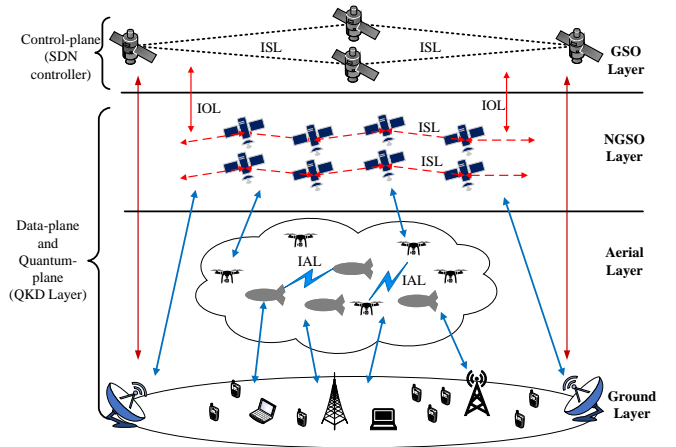 Control-plane
(SDN
controller)
ISL
ISL
GSO
Layer
IOL
IOL
ISL
ISL
NGSO
Layer
Data-plane
and
Quantum-
plane
(QKD Layer)
IAL
IAL
Aerial
Layer
Ground
Layer